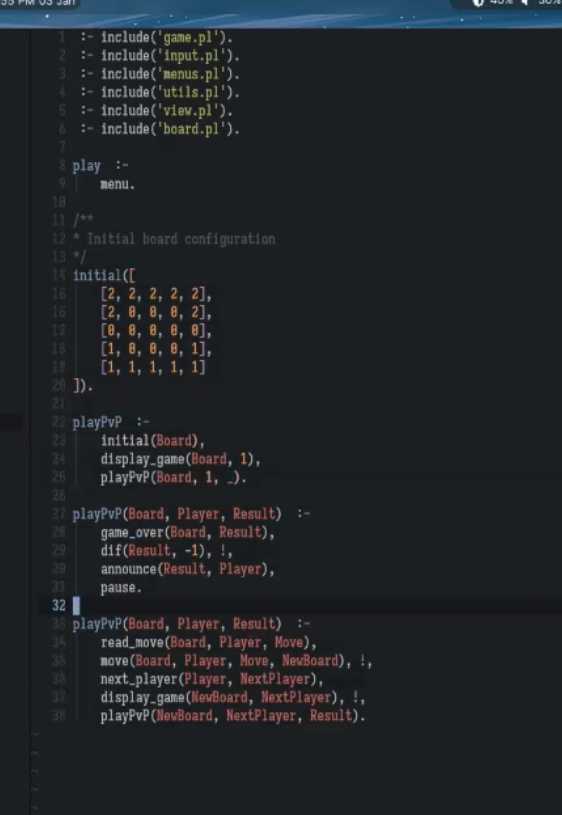 55 PM 03 Jan
40% 30%
1 :- include('game.pl').
2 :- include('input.pl').
3 :- include('menus.pl').
4 :- include('utils.pl').
5 :- include('view.pl').
6 :- include('board.pl').
7
8 play :-
9 menu.
10
11 /**
12 * Initial board configuration
13 */
14 initial([
15 [2, 2, 2, 2, 2],
16 [2, 0, 0, 0, 2],
17 [0, 0, 0, 0, 0],
18 [1, 0, 0, 0, 1],
19 [1, 1, 1, 1, 1]
20 ]).
21
22 playPvP :-
23 initial(Board),
24 display_game(Board, 1),
25 playPvP(Board, 1, _).
26
27 playPvP(Board, Player, Result) :-
28 game_over(Board, Result),
29 dif(Result, -1), !,
30 announce(Result, Player),
31 pause.
32
33 playPvP(Board, Player, Result) :-
34 read_move(Board, Player, Move),
35 move(Board, Player, Move, NewBoard), !,
36 next_player(Player, NextPlayer),
37 display_game(NewBoard, NextPlayer), !,
38 playPvP(NewBoard, NextPlayer, Result).
~
~
~
~
~